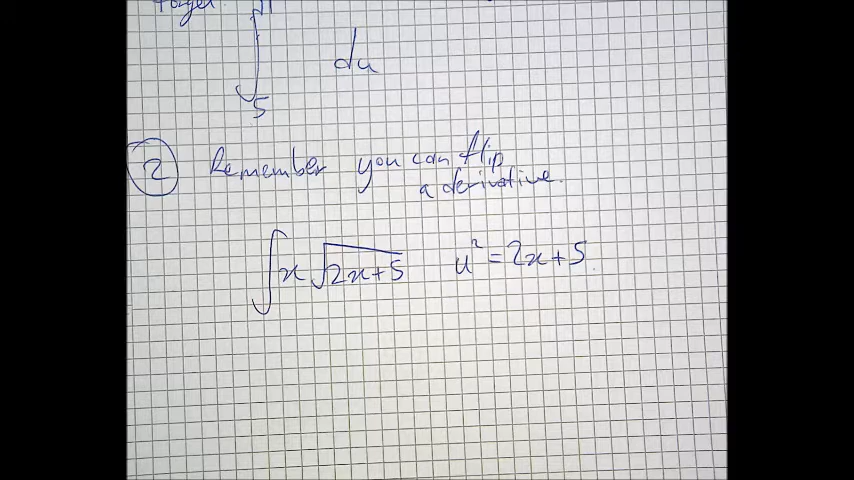 du
5
2 Remember you can flip
a derivative.
∫x√2x+5 u² = 2x+5